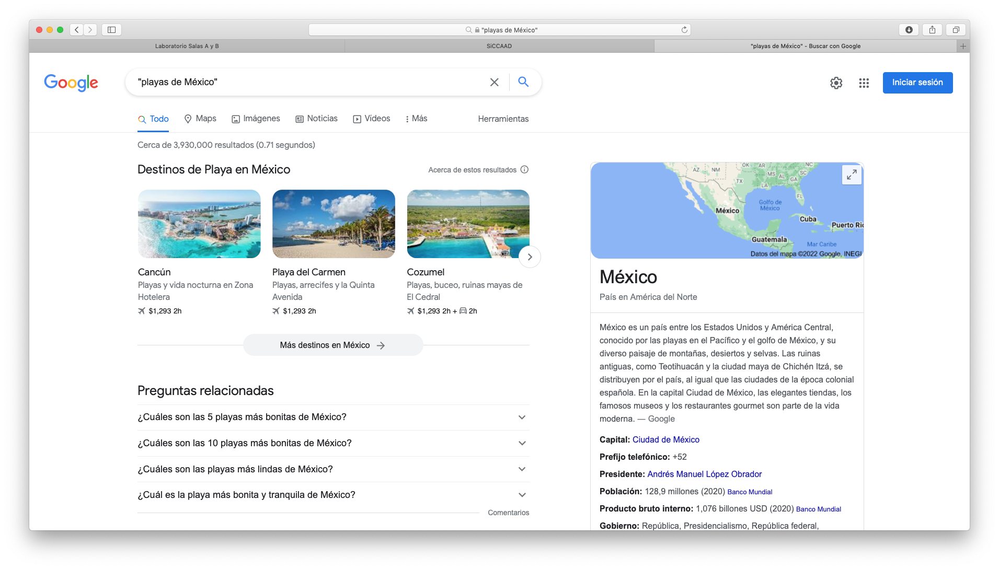 "playas de México"
Laboratorio Salas A y B
SiCCAAD
"playas de México" - Buscar con Google
Google
"playas de México"
Iniciar sesión
Todo
Maps
Imágenes
Noticias
Vídeos
Más
Herramientas
Cerca de 3,930,000 resultados (0.71 segundos)
Destinos de Playa en México
Acerca de estos resultados
Cancún
Playas y vida nocturna en Zona
Hotelera
$1,293 2h
Playa del Carmen
Playas, arrecifes y la Quinta
Avenida
$1,293 2h
Cozumel
Playas, buceo, ruinas mayas de
El Cedral
$1,293 2h + 2h
Más destinos en México
Preguntas relacionadas
¿Cuáles son las 5 playas más bonitas de México?
¿Cuáles son las 10 playas más bonitas de México?
¿Cuáles son las playas más lindas de México?
¿Cuál es la playa más bonita y tranquila de México?
Comentarios
OK
AR
NC
AZ
NM
MS
AL
SC
TX
GA
LA
FL
Golfo de
México
México
Cuba
Puerto Ric
Guatemala
Mar Caribe
Datos del mapa ©2022 Google, INEGI
México
País en América del Norte
México es un país entre los Estados Unidos y América Central,
conocido por las playas en el Pacífico y el golfo de México, y su
diverso paisaje de montañas, desiertos y selvas. Las ruinas
antiguas, como Teotihuacán y la ciudad maya de Chichén Itzá, se
distribuyen por el país, al igual que las ciudades de la época colonial
española. En la capital Ciudad de México, las elegantes tiendas, los
famosos museos y los restaurantes gourmet son parte de la vida
moderna. — Google
Capital: Ciudad de México
Prefijo telefónico: +52
Presidente: Andrés Manuel López Obrador
Población: 128,9 millones (2020) Banco Mundial
Producto bruto interno: 1,076 billones USD (2020) Banco Mundial
Gobierno: República, Presidencialismo, República federal,